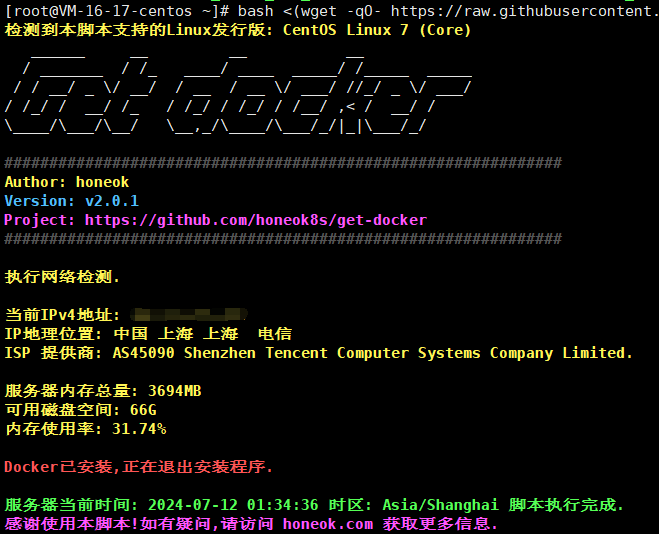 [root@VM-16-17-centos ~]# bash <(wget -qO- https://raw.githubusercontent.
检测到本脚本支持的Linux发行版: CentOS Linux 7 (Core)
Get docker
##############################################################
Author: honeok
Version: v2.0.1
Project: https://github.com/honeok8s/get-docker
##############################################################
执行网络检测.
当前IPv4地址:
IP地理位置: 中国 上海 上海  电信
ISP 提供商: AS45090 Shenzhen Tencent Computer Systems Company Limited.
服务器内存总量: 3694MB
可用磁盘空间: 66G
内存使用率: 31.74%
Docker已安装,正在退出安装程序.
服务器当前时间: 2024-07-12 01:34:36 时区: Asia/Shanghai 脚本执行完成.
感谢使用本脚本!如有疑问,请访问 honeok.com 获取更多信息.